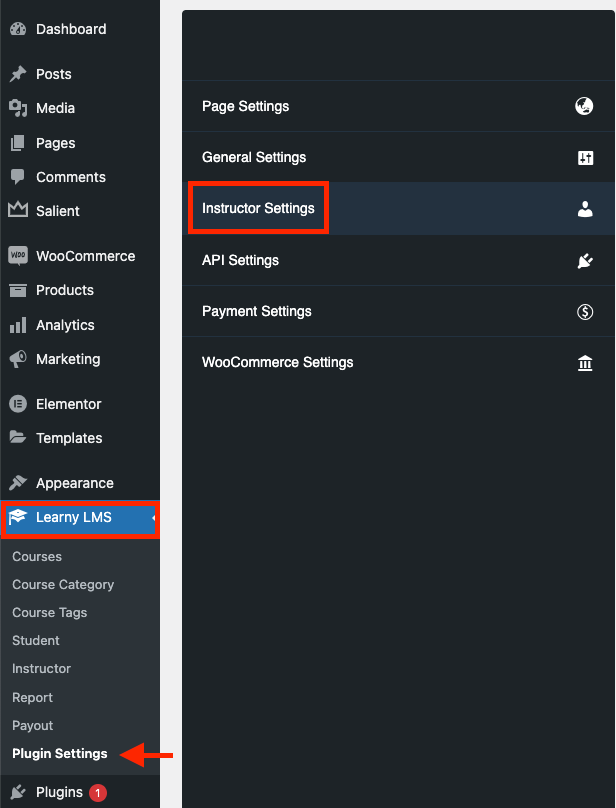 Dashboard
Posts
Media
Pages
Comments
Salient
WOO WooCommerce
Products
Analytics
Marketing
Elementor
Templates
Appearance
Learny LMS
Courses
Course Category
Course Tags
Student
Instructor
Report
Payout
Plugin Settings
Plugins 1
Page Settings
General Settings
Instructor Settings
API Settings
Payment Settings
WooCommerce Settings